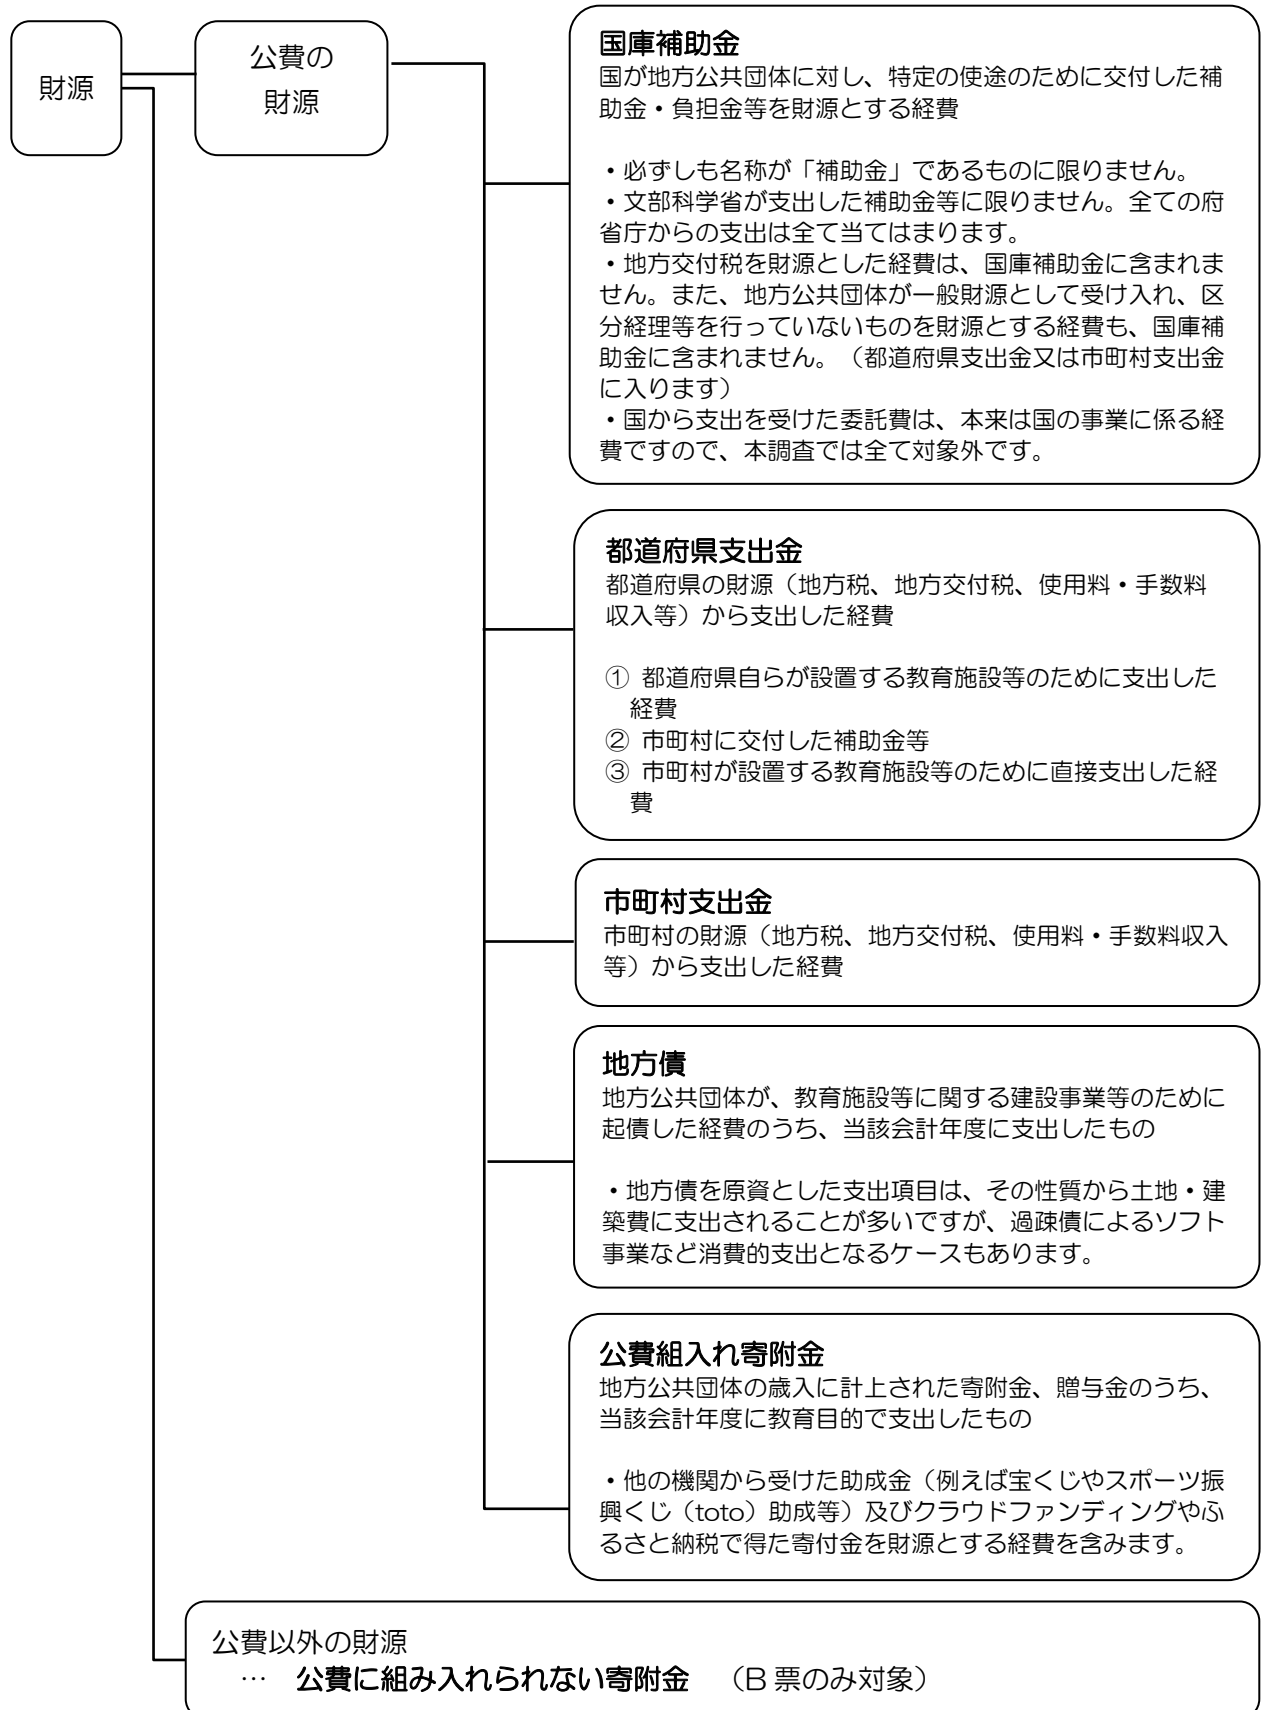 財源
公費の
財源
国庫補助金
国が地方公共団体に対し、特定の使途のために交付した補
助金・負担金等を財源とする経費
・必ずしも名称が「補助金」であるものに限りません。
・文部科学省が支出した補助金等に限りません。全ての府
省庁からの支出は全て当てはまります。
・地方交付税を財源とした経費は、国庫補助金に含まれま
せん。また、地方公共団体が一般財源として受け入れ、区
分経理等を行っていないものを財源とする経費も、国庫補
助金に含まれません。（都道府県支出金又は市町村支出金
に入ります）
・国から支出を受けた委託費は、本来は国の事業に係る経
費ですので、本調査では全て対象外です。
都道府県支出金
都道府県の財源（地方税、地方交付税、使用料・手数料
収入等）から支出した経費
① 都道府県自らが設置する教育施設等のために支出した
経費
② 市町村に交付した補助金等
③ 市町村が設置する教育施設等のために直接支出した経
費
市町村支出金
市町村の財源（地方税、地方交付税、使用料・手数料収入
等）から支出した経費
地方債
地方公共団体が、教育施設等に関する建設事業等のために
起債した経費のうち、当該会計年度に支出したもの
・地方債を原資とした支出項目は、その性質から土地・建
築費に支出されることが多いですが、過疎債によるソフト
事業など消費的支出となるケースもあります。
公費組入れ寄附金
地方公共団体の歳入に計上された寄附金、贈与金のうち、
当該会計年度に教育目的で支出したもの
・他の機関から受けた助成金（例えば宝くじやスポーツ振
興くじ（toto）助成等）及びクラウドファンディングやふ
るさと納税で得た寄付金を財源とする経費を含みます。
公費以外の財源
… 公費に組み入れられない寄附金 （B 票のみ対象）